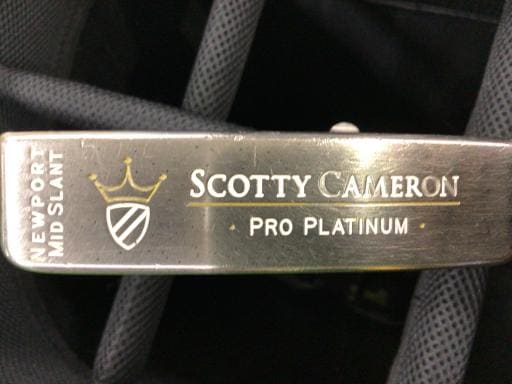 NEWPORT
MID SLANT
SCOTTY CAMERON
· PRO PLATINUM ·